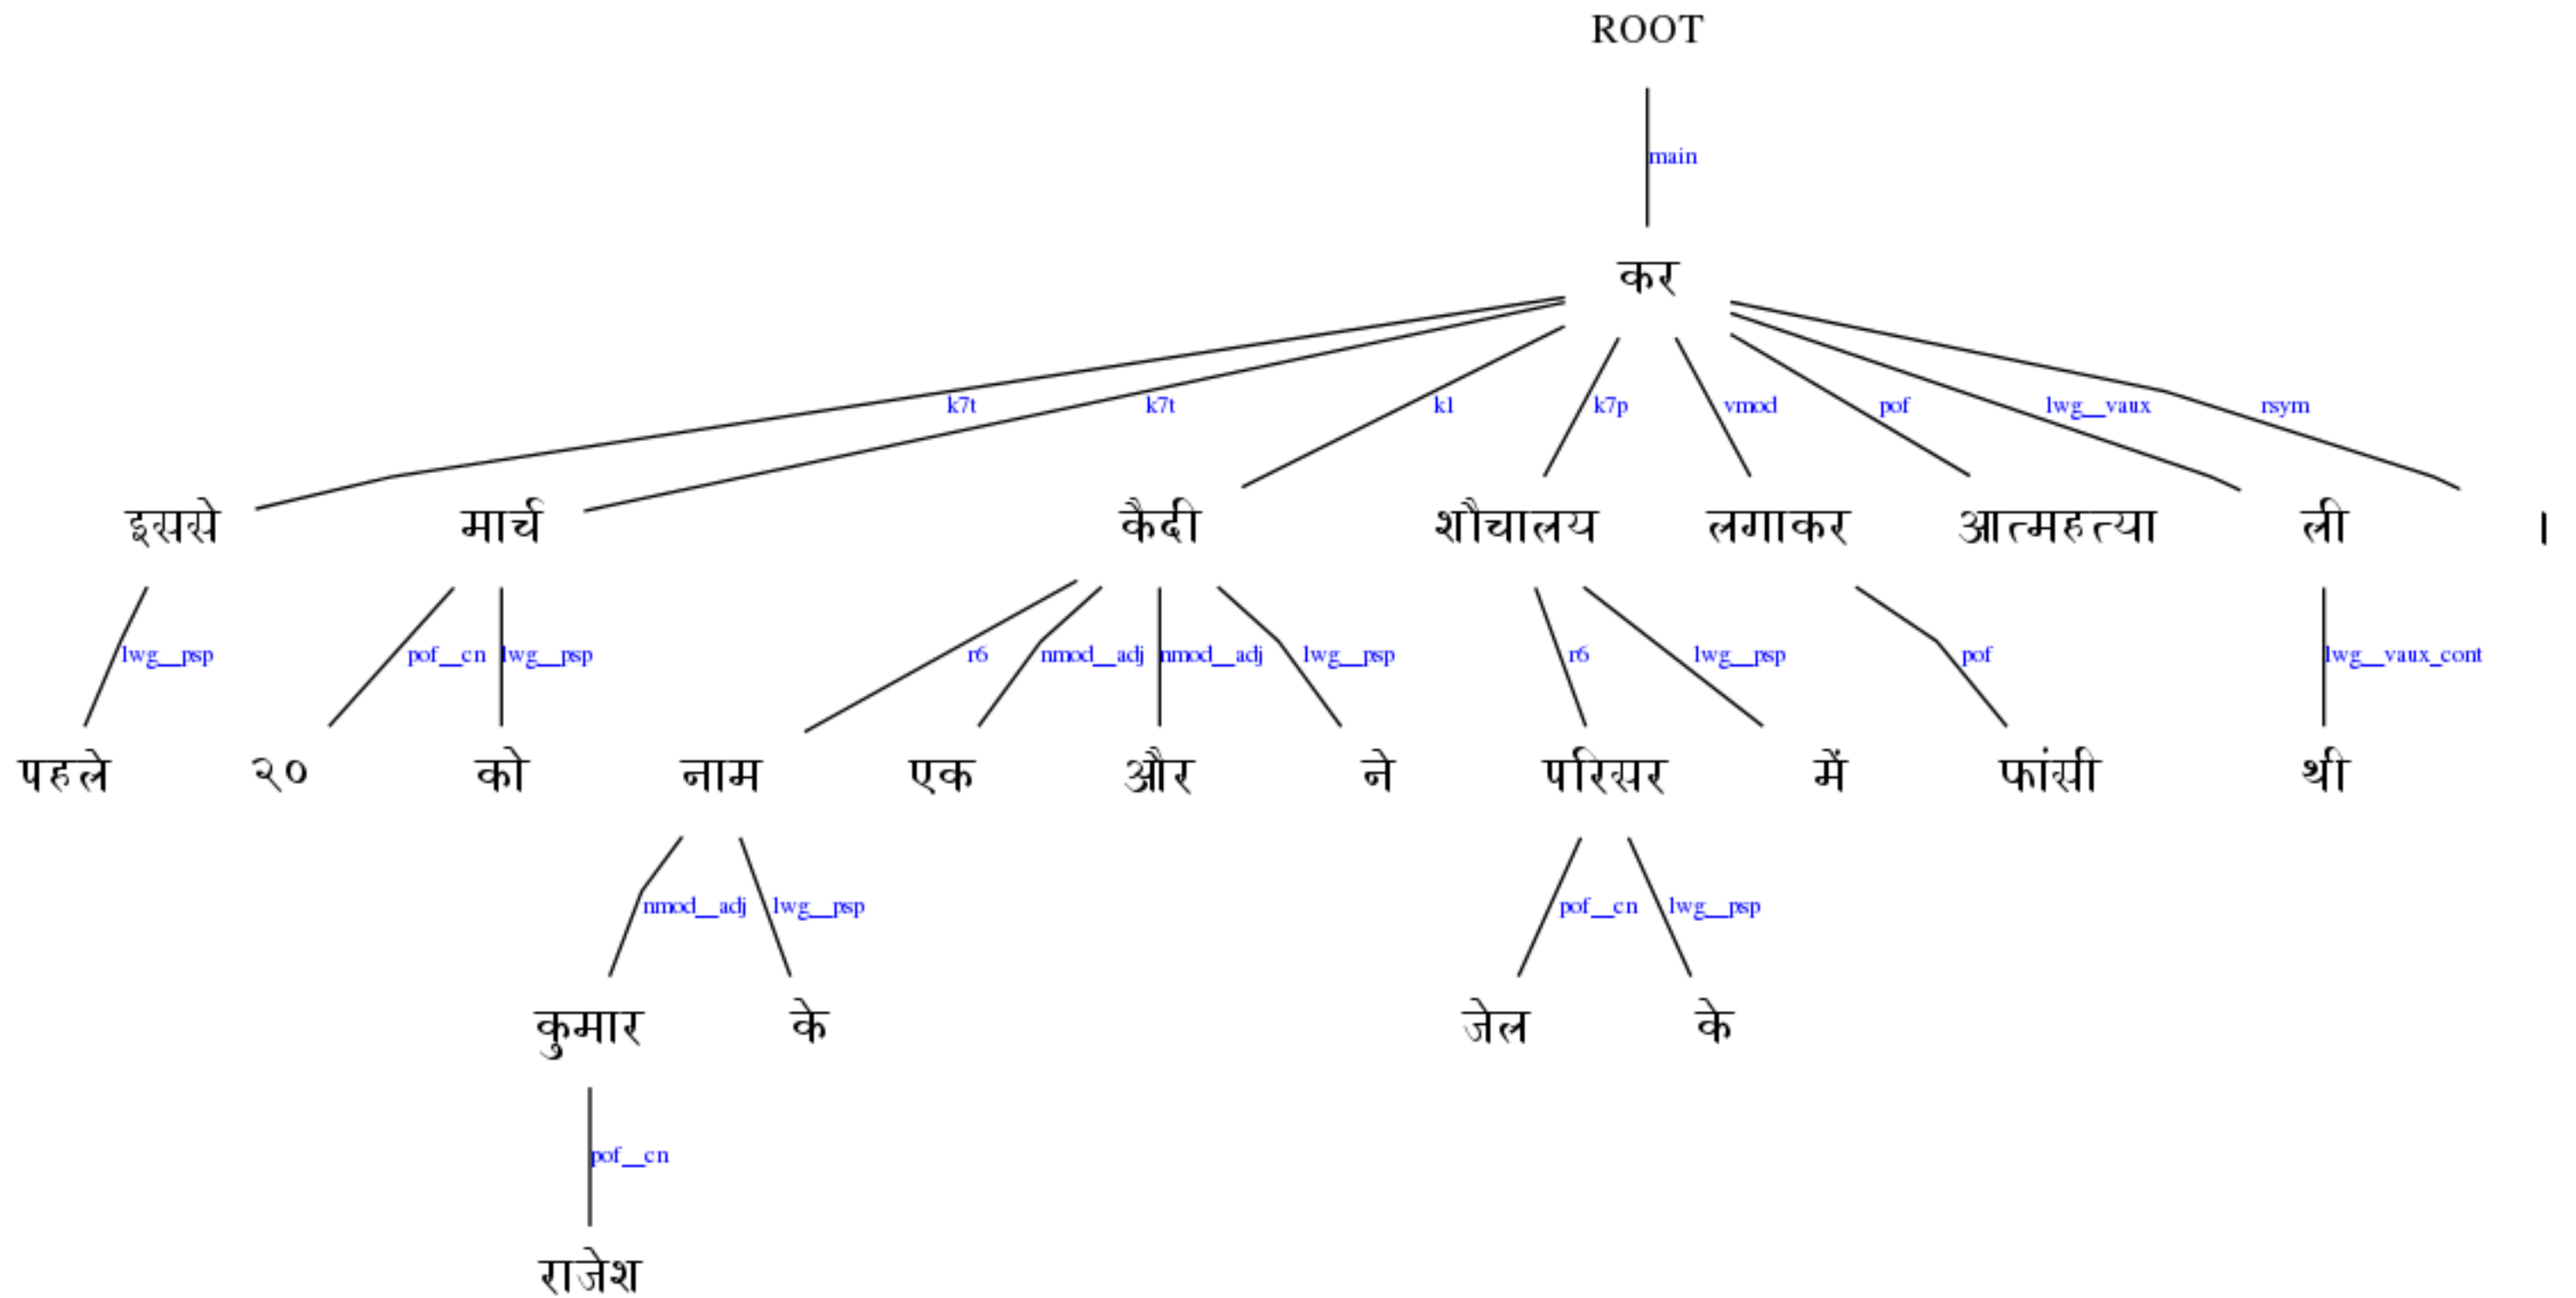 ROOT
main
कर
k7t k7t k1 k7p vmod pof lwg__vaux rsym
इससे मार्च कैदी शौचालय लगाकर आत्महत्या ली ।
lwg__psp pof__cn lwg__psp r6 nmod__adj nmod__adj lwg__psp r6 lwg__psp pof lwg__vaux_cont
पहले २० को नाम एक और ने परिसर में फांसी थी
nmod__adj lwg__psp pof__cn lwg__psp
कुमार के जेल के
pof__cn
राजेश